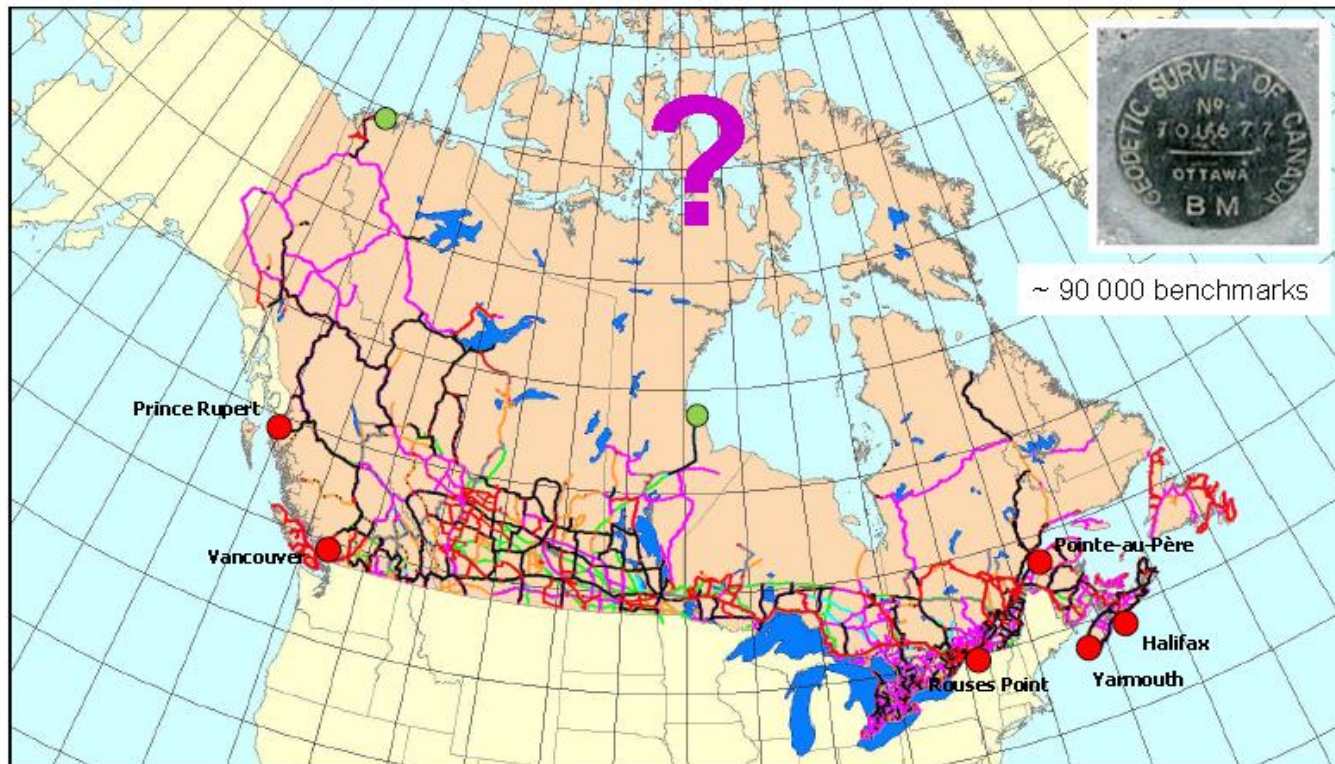 ?
GEODETIC SURVEY OF CANADA
No.
OTTAWA
B M
~ 90 000 benchmarks
Prince Rupert
Vancouver
Pointe-au-Père
Halifax
Yarmouth
Rouses Point